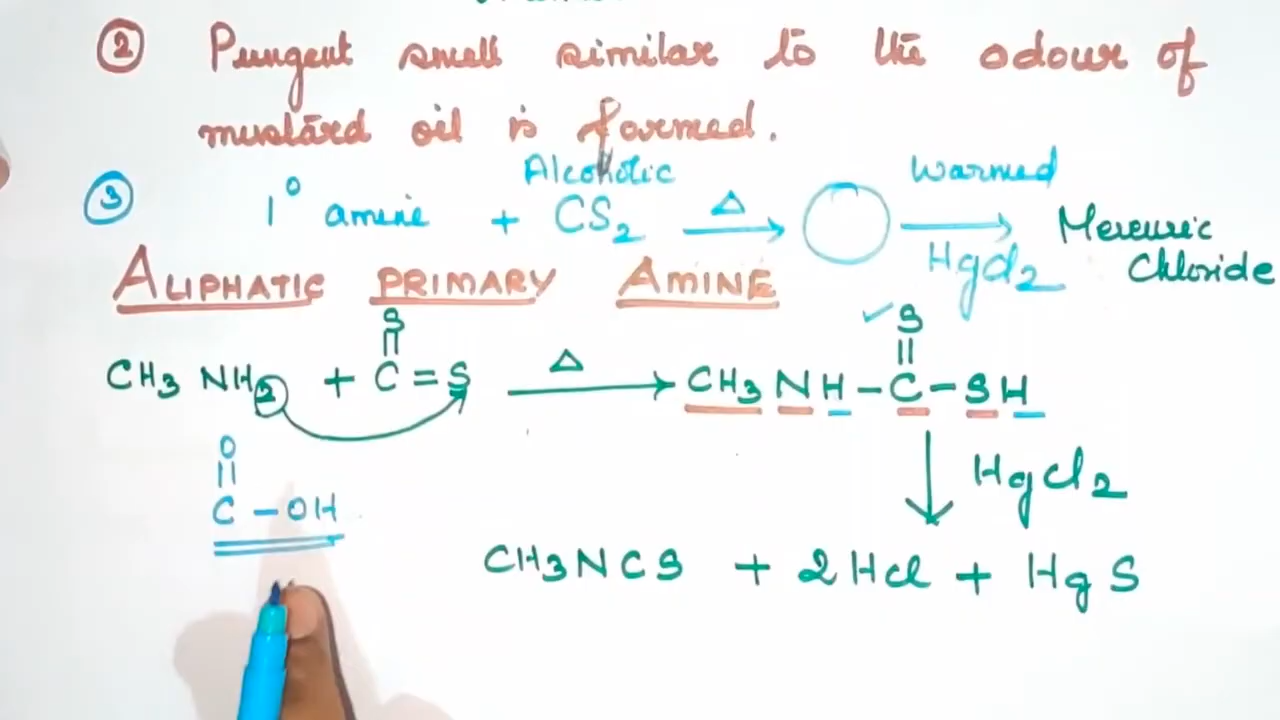 ② Pungent smell similar to the odour of
mustard oil is formed.
③ 1° amine + Alcoholic CS2 △ → ○ → Warmed HgCl2 Mercuric Chloride
ALIPHATIC PRIMARY AMINE
S S
CH3 NH2 + C = S △ → CH3 NH - C - SH
O
C - OH
HgCl2
CH3NCS + 2HCl + HgS